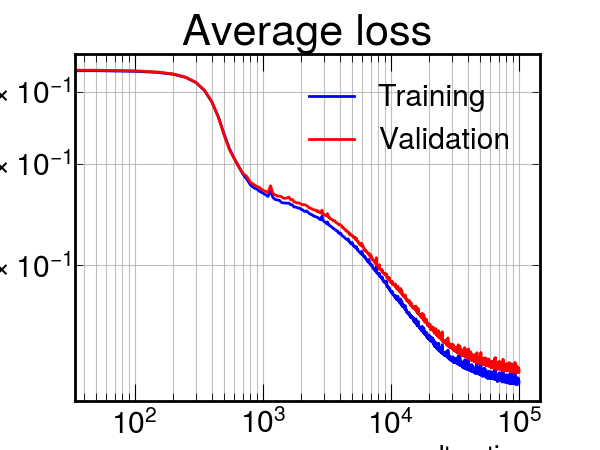 Average loss
Training
Validation
× 10⁻¹
× 10⁻¹
× 10⁻¹
10² 10³ 10⁴ 10⁵